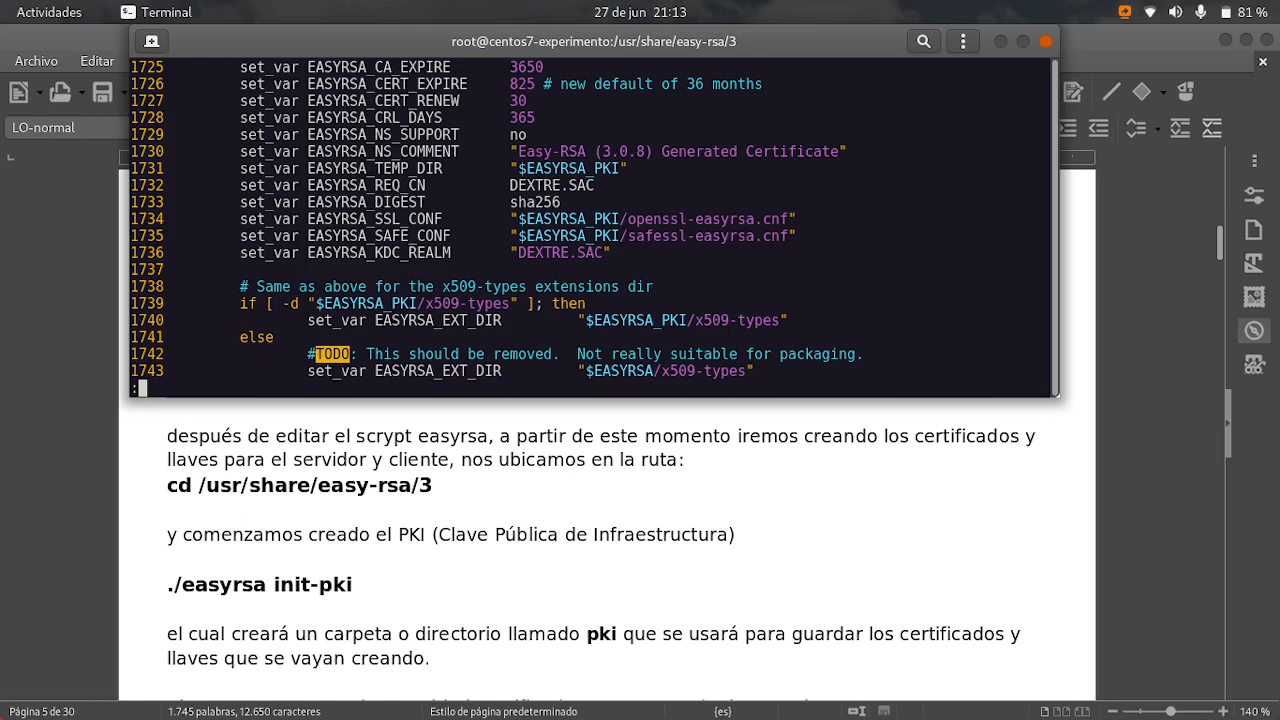 Actividades Terminal 27 de jun 21:13 81 %
root@centos7-experimento:/usr/share/easy-rsa/3
Archivo Editar
LO-normal
1725 set_var EASYRSA_CA_EXPIRE 3650
1726 set_var EASYRSA_CERT_EXPIRE 825 # new default of 36 months
1727 set_var EASYRSA_CERT_RENEW 30
1728 set_var EASYRSA_CRL_DAYS 365
1729 set_var EASYRSA_NS_SUPPORT no
1730 set_var EASYRSA_NS_COMMENT "Easy-RSA (3.0.8) Generated Certificate"
1731 set_var EASYRSA_TEMP_DIR "$EASYRSA_PKI"
1732 set_var EASYRSA_REQ_CN DEXTRE.SAC
1733 set_var EASYRSA_DIGEST sha256
1734 set_var EASYRSA_SSL_CONF "$EASYRSA_PKI/openssl-easyrsa.cnf"
1735 set_var EASYRSA_SAFE_CONF "$EASYRSA_PKI/safessl-easyrsa.cnf"
1736 set_var EASYRSA_KDC_REALM "DEXTRE.SAC"
1737
1738 # Same as above for the x509-types extensions dir
1739 if [ -d "$EASYRSA_PKI/x509-types" ]; then
1740 set_var EASYRSA_EXT_DIR "$EASYRSA_PKI/x509-types"
1741 else
1742 #TODO: This should be removed. Not really suitable for packaging.
1743 set_var EASYRSA_EXT_DIR "$EASYRSA/x509-types"
:
después de editar el scrypt easyrsa, a partir de este momento iremos creando los certificados y
llaves para el servidor y cliente, nos ubicamos en la ruta:
cd /usr/share/easy-rsa/3
y comenzamos creado el PKI (Clave Pública de Infraestructura)
./easyrsa init-pki
el cual creará un carpeta o directorio llamado pki que se usará para guardar los certificados y
llaves que se vayan creando.
Página 5 de 30 1.745 palabras, 12.650 caracteres Estilo de página predeterminado {es} 140 %